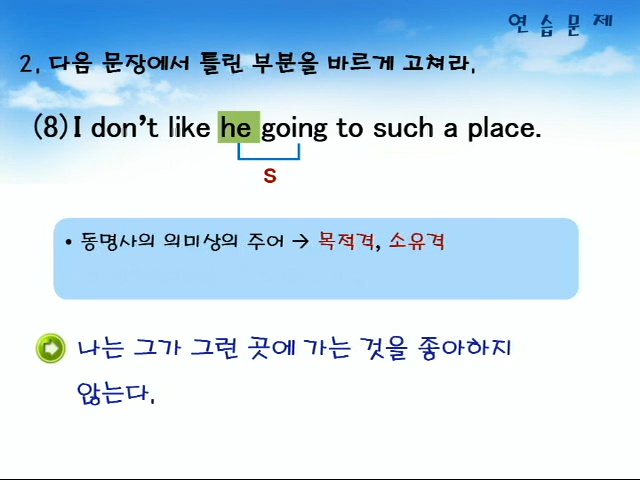 연습문제
2. 다음 문장에서 틀린 부분을 바르게 고쳐라.
(8) I don't like he going to such a place.
S
• 동명사의 의미상의 주어 → 목적격, 소유격
나는 그가 그런 곳에 가는 것을 좋아하지
않는다.